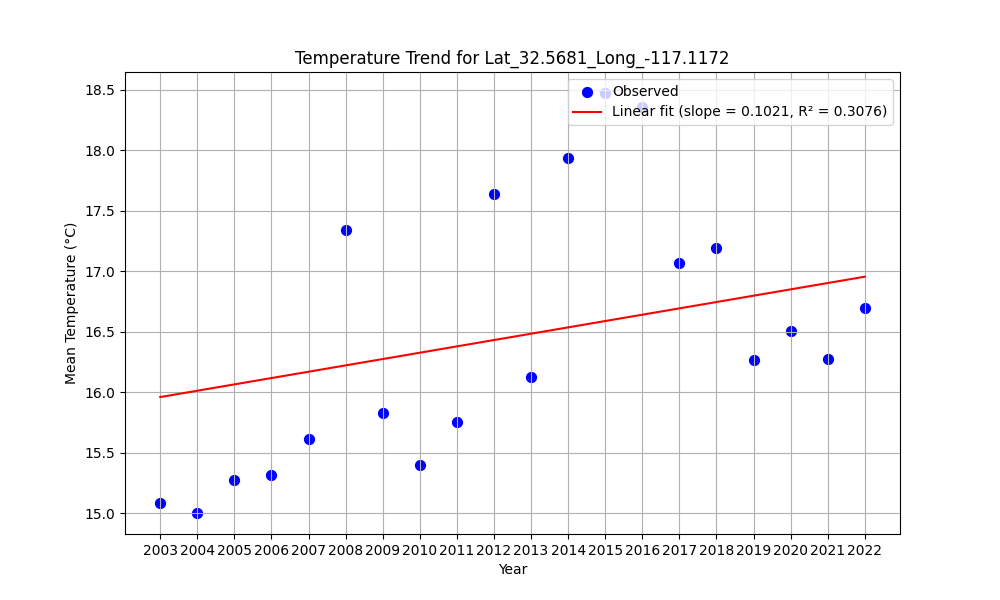 Temperature Trend for Lat_32.5681_Long_-117.1172
Observed
Linear fit (slope = 0.1021, R² = 0.3076)
Mean Temperature (°C)
18.5
18.0
17.5
17.0
16.5
16.0
15.5
15.0
2003 2004 2005 2006 2007 2008 2009 2010 2011 2012 2013 2014 2015 2016 2017 2018 2019 2020 2021 2022
Year